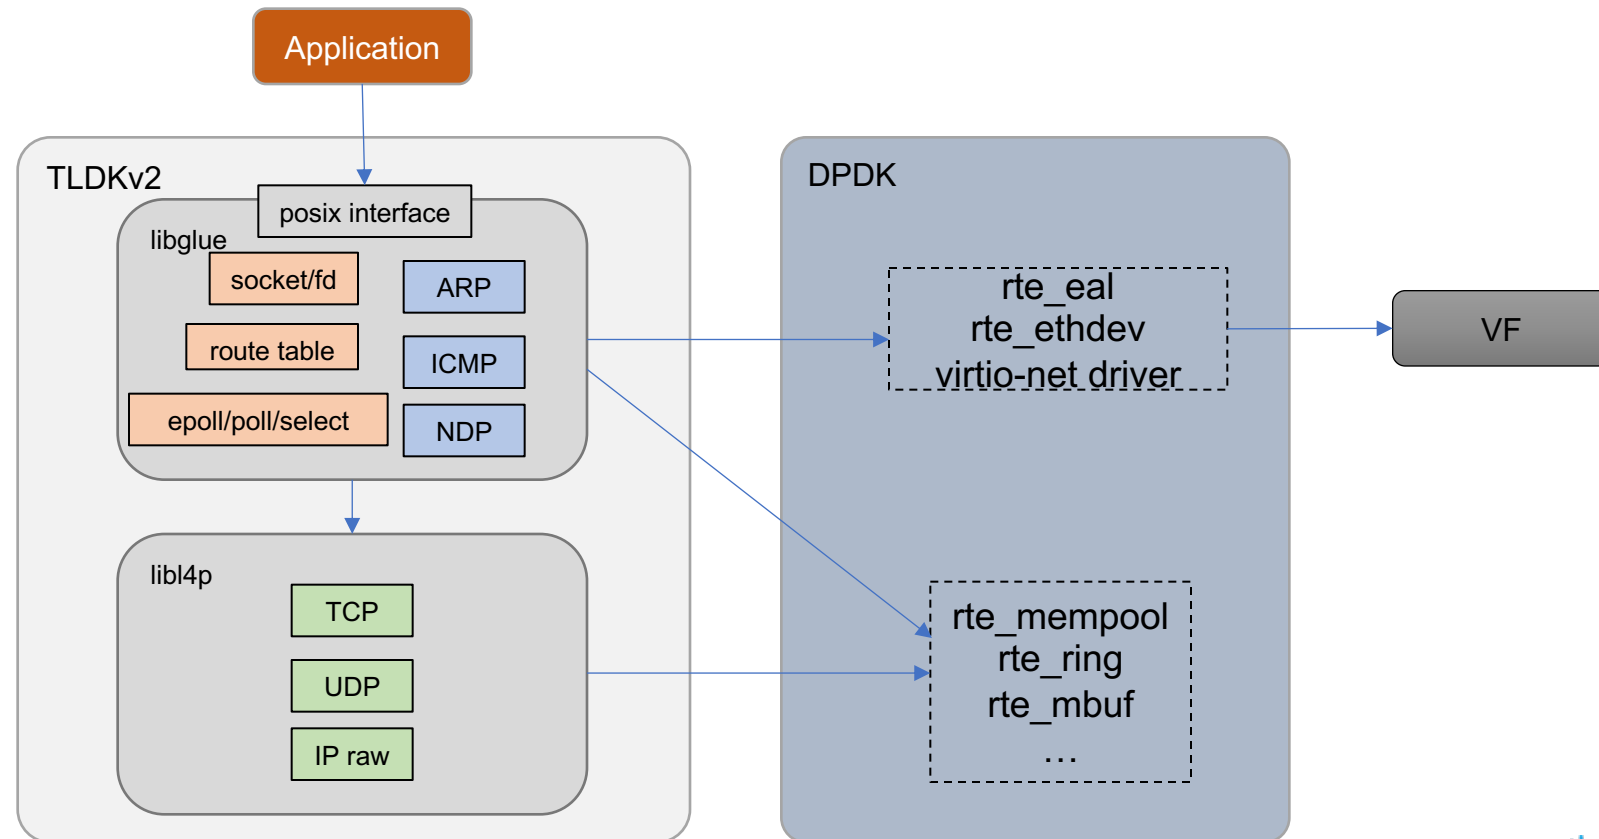 Application
TLDKv2
posix interface
libglue
socket/fd
ARP
route table
ICMP
epoll/poll/select
NDP
libl4p
TCP
UDP
IP raw
DPDK
rte_eal
rte_ethdev
virtio-net driver
rte_mempool
rte_ring
rte_mbuf
…
VF